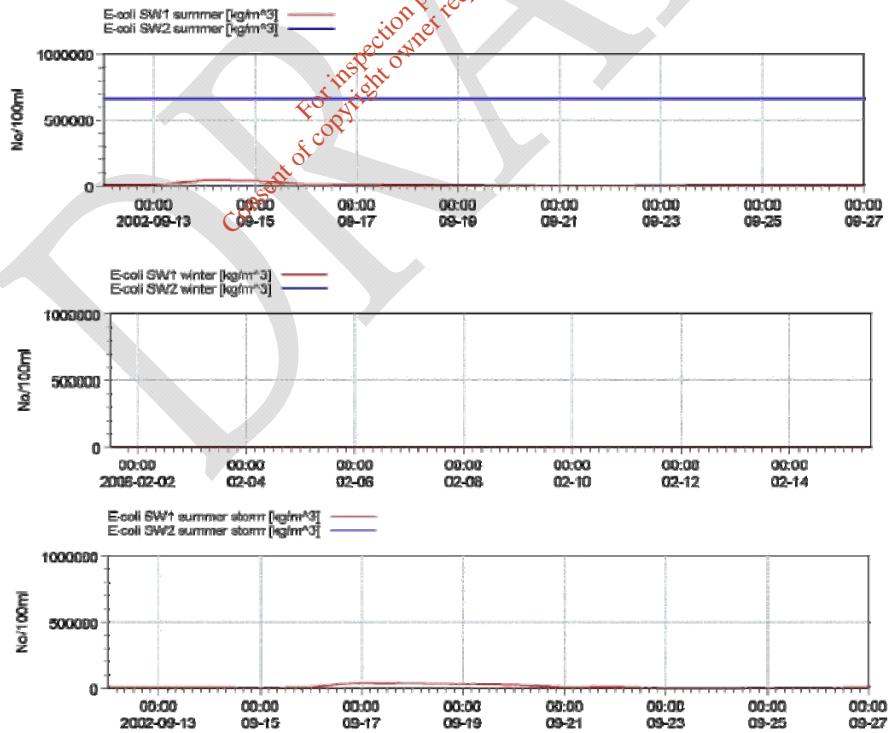 E-coli SW1 summer [kg/m^3]
E-coli SW2 summer [kg/m^3]
For inspection p
Consent of copyright owner req
DRA
No/100ml
1000000
500000
0
00:00 00:00 00:00 00:00 00:00 00:00 00:00 00:00
2002-09-13 09-15 09-17 09-19 09-21 09-23 09-25 09-27
E-coli SW1 winter [kg/m^3]
E-coli SW2 winter [kg/m^3]
No/100ml
1000000
500000
0
00:00 00:00 00:00 00:00 00:00 00:00 00:00
02-04 02-06 02-08 02-10 02-12 02-14
E-coli SW1 summer storm [kg/m^3]
E-coli SW2 summer storm [kg/m^3]
No/100ml
1000000
500000
0
00:00 00:00 00:00 00:00 00:00 00:00 00:00 00:00
2002-09-13 09-15 09-17 09-19 09-21 09-23 09-25 09-27